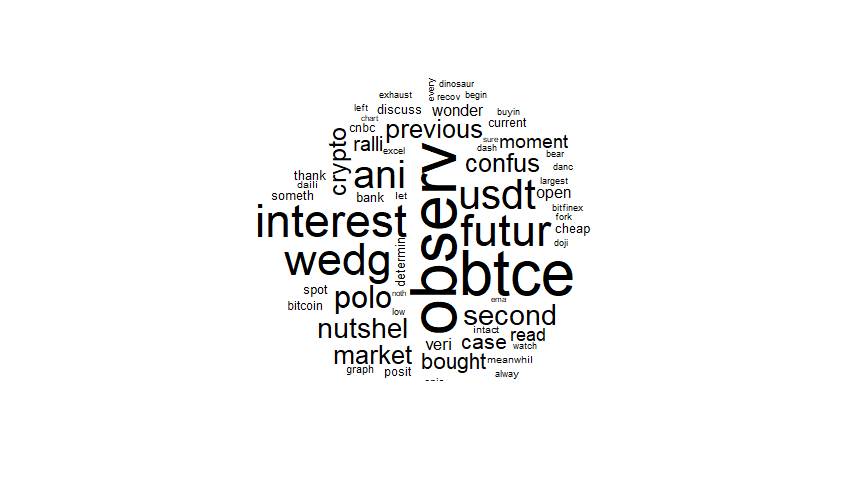 every
dinosaur
exhaust
recov
begin
left
discuss
wonder
buyin
chart
cnbc
previous
current
crypto
ralli
excel
sure
dash
moment
observ
confus
bear
danc
thank
daili
ani
usdt
largest
open
someth
bank
let
bitfinex
fork
interest
futur
cheap
doji
wedg
determin
btce
spot
polo
noth
ema
bitcoin
low
second
nutshel
intact
read
veri
case
watch
market
bought
meanwhil
graph
posit
alway